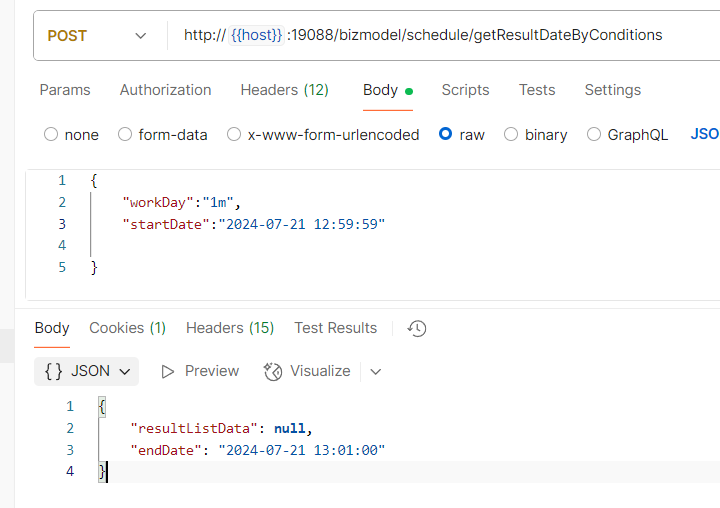 POST http:// {{host}} :19088/bizmodel/schedule/getResultDateByConditions
Params Authorization Headers (12) Body Scripts Tests Settings
none form-data x-www-form-urlencoded raw binary GraphQL JSO
1 {
2 "workDay":"1m",
3 "startDate":"2024-07-21 12:59:59"
4
5 }
Body Cookies (1) Headers (15) Test Results
{} JSON Preview Visualize
1 {
2 "resultListData": null,
3 "endDate": "2024-07-21 13:01:00"
4 }